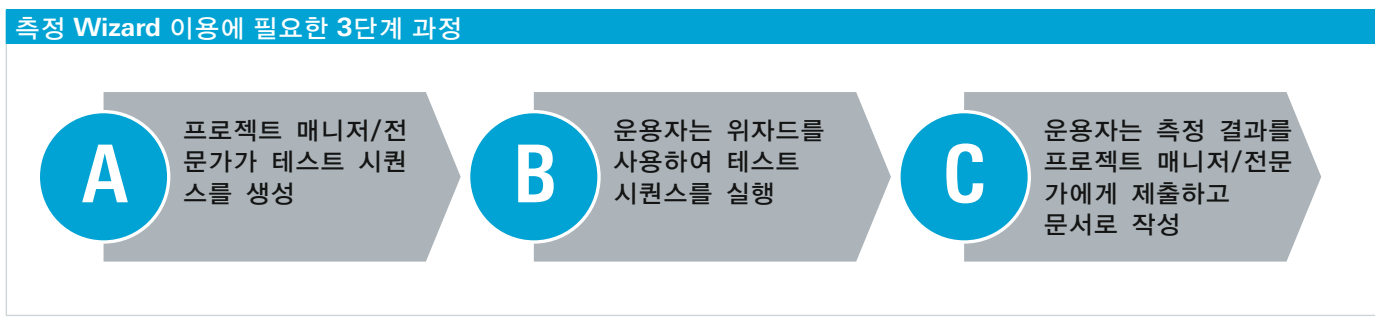 측정 Wizard 이용에 필요한 3단계 과정
A
프로젝트 매니저/전
문가가 테스트 시퀀
스를 생성
B
운용자는 위자드를
사용하여 테스트
시퀀스를 실행
C
운용자는 측정 결과를
프로젝트 매니저/전문
가에게 제출하고
문서로 작성